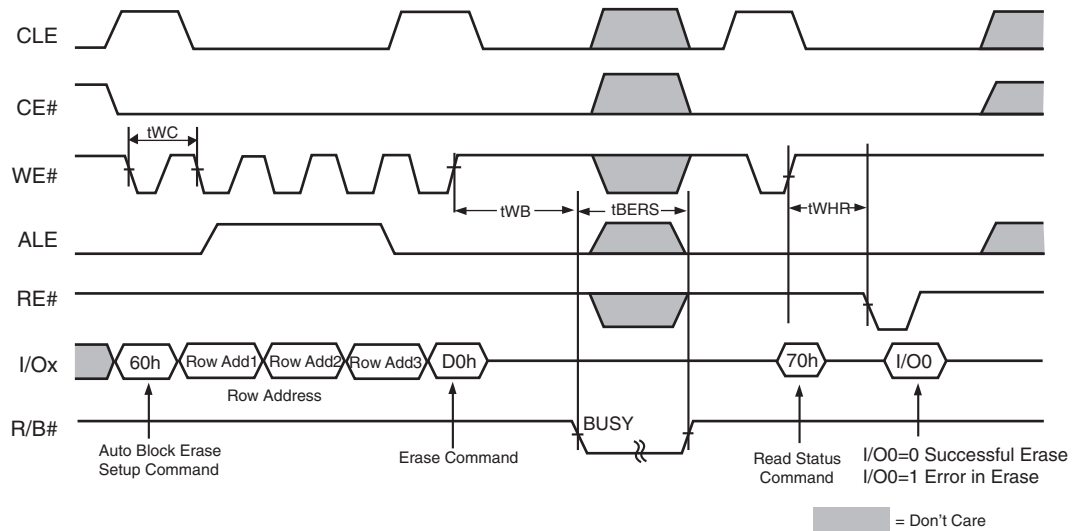 CLE
CE#
tWC
WE#
tWB
tBERS
tWHR
ALE
RE#
I/Ox
60h
Row Add1
Row Add2
Row Add3
D0h
70h
I/O0
Row Address
R/B#
BUSY
Auto Block Erase
Setup Command
Erase Command
Read Status
Command
I/O0=0 Successful Erase
I/O0=1 Error in Erase
= Don't Care